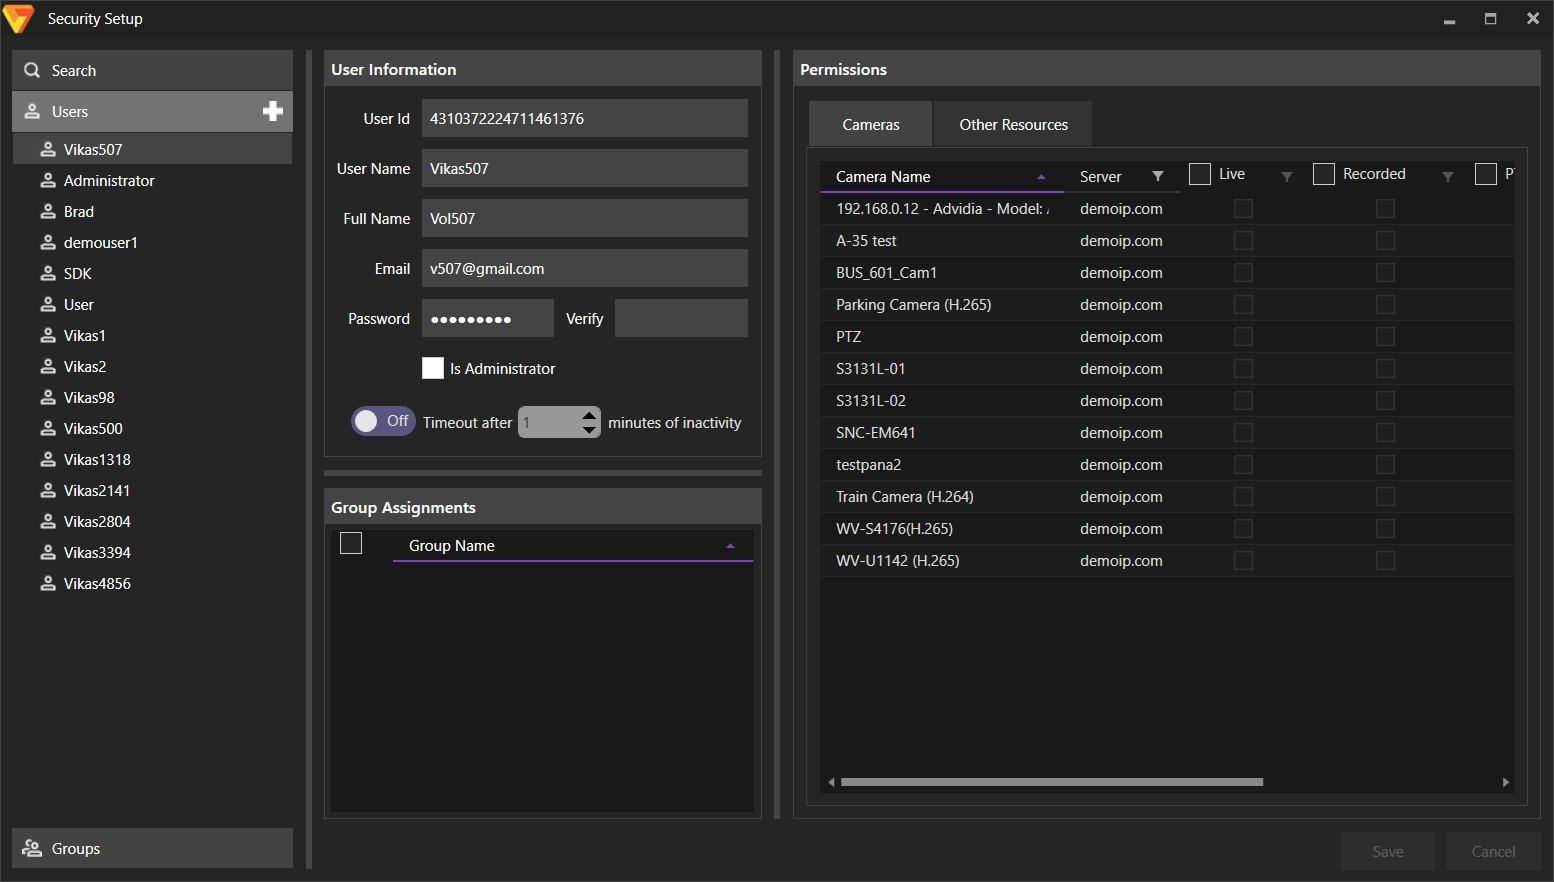 Security Setup
Search
Users
Vikas507
Administrator
Brad
demouser1
SDK
User
Vikas1
Vikas2
Vikas98
Vikas500
Vikas1318
Vikas2141
Vikas2804
Vikas3394
Vikas4856
Groups
User Information
User Id 4310372224711461376
User Name Vikas507
Full Name Vol507
Email v507@gmail.com
Password ●●●●●●●●● Verify
Is Administrator
Off Timeout after 1 minutes of inactivity
Group Assignments
Group Name
Permissions
Cameras Other Resources
Camera Name Server Live Recorded
192.168.0.12 - Advidia - Model: demoip.com
A-35 test demoip.com
BUS_601_Cam1 demoip.com
Parking Camera (H.265) demoip.com
PTZ demoip.com
S3131L-01 demoip.com
S3131L-02 demoip.com
SNC-EM641 demoip.com
testpana2 demoip.com
Train Camera (H.264) demoip.com
WV-S4176(H.265) demoip.com
WV-U1142 (H.265) demoip.com
Save Cancel